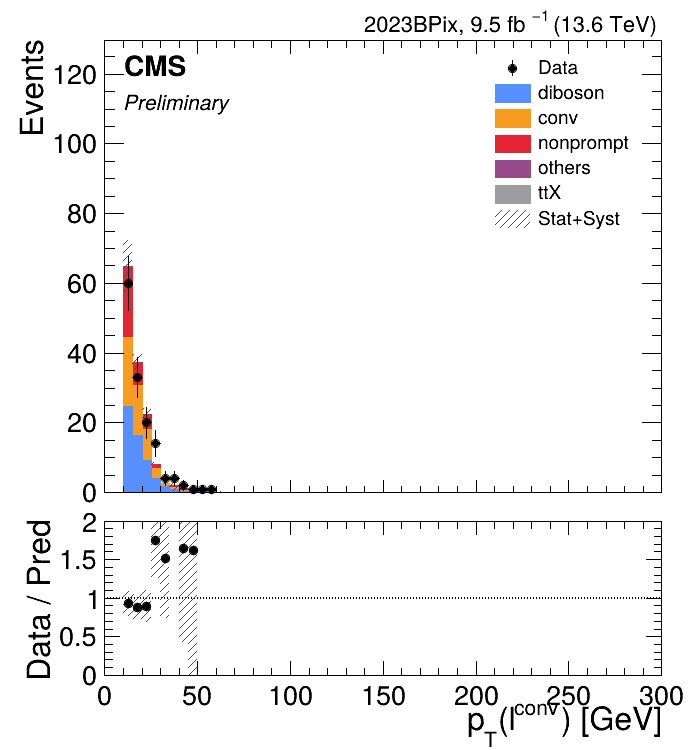 2023BPix, 9.5 fb⁻¹ (13.6 TeV)
CMS
Preliminary
Events
120
100
80
60
40
20
0
Data
diboson
conv
nonprompt
others
ttX
Stat+Syst
Data / Pred
2
1.5
1
0.5
0
0 50 100 150 200 250 300
p_T(l^conv) [GeV]